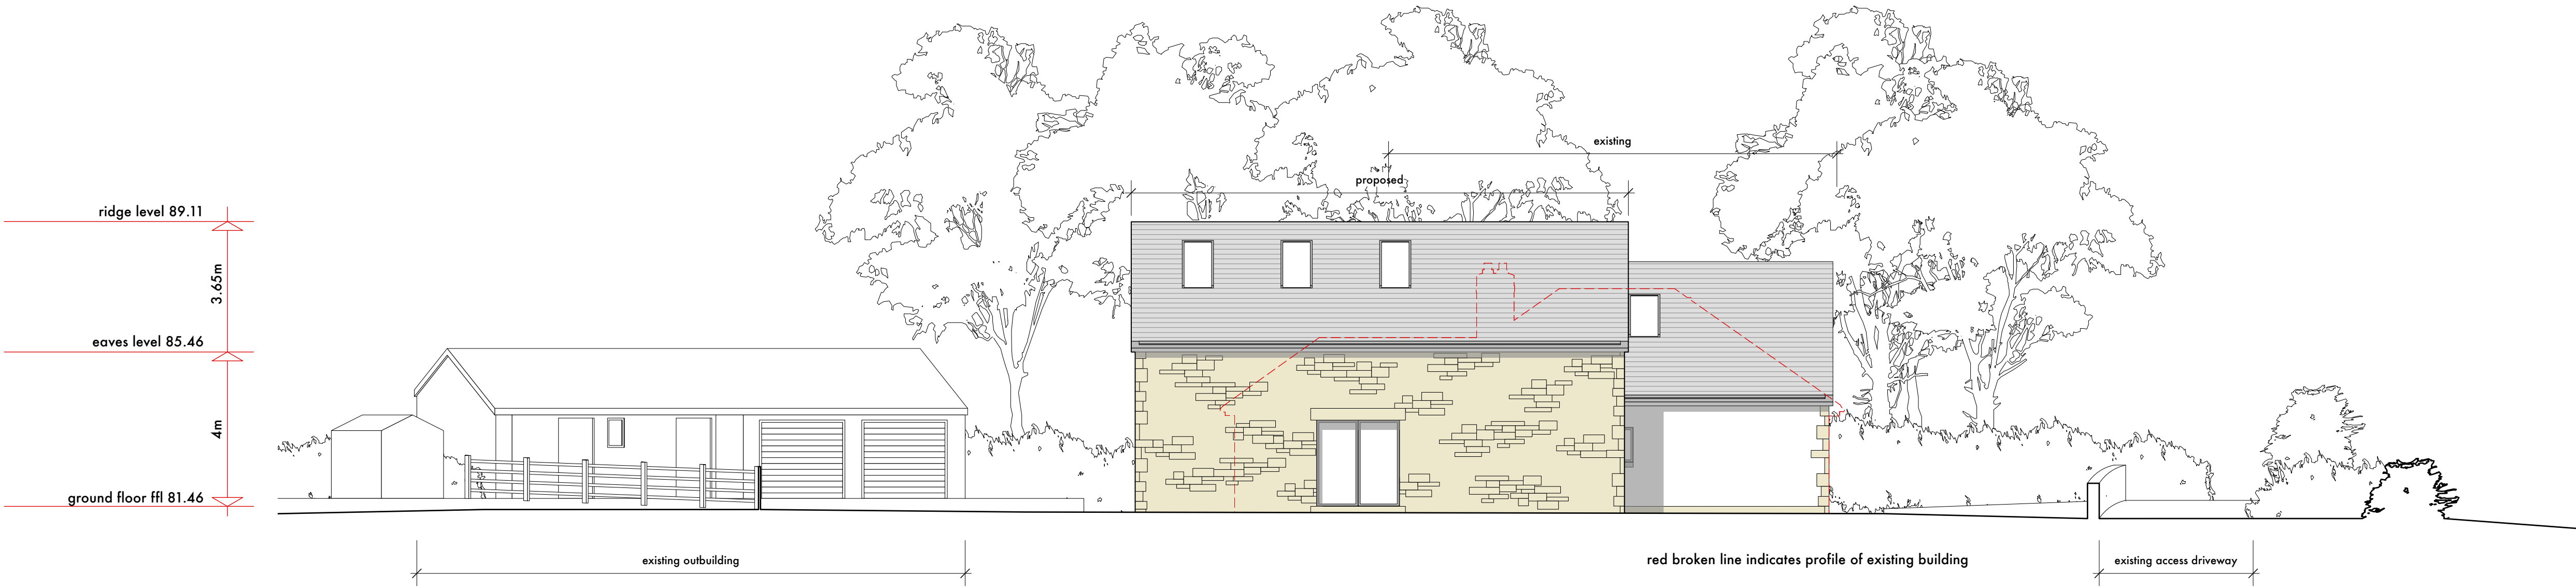 existing
proposed
ridge level 89.11
3.65m
eaves level 85.46
4m
ground floor ffl 81.46
existing outbuilding
red broken line indicates profile of existing building
existing access driveway